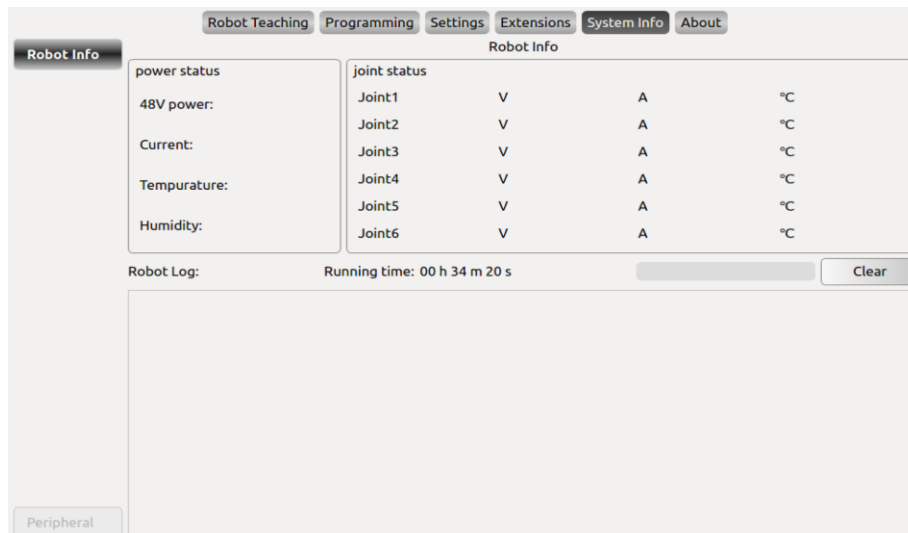 Robot Teaching Programming Settings Extensions System Info About
Robot Info
Robot Info
power status
48V power:
Current:
Tempurature:
Humidity:
joint status
Joint1 V A °C
Joint2 V A °C
Joint3 V A °C
Joint4 V A °C
Joint5 V A °C
Joint6 V A °C
Robot Log: Running time: 00 h 34 m 20 s Clear
Peripheral